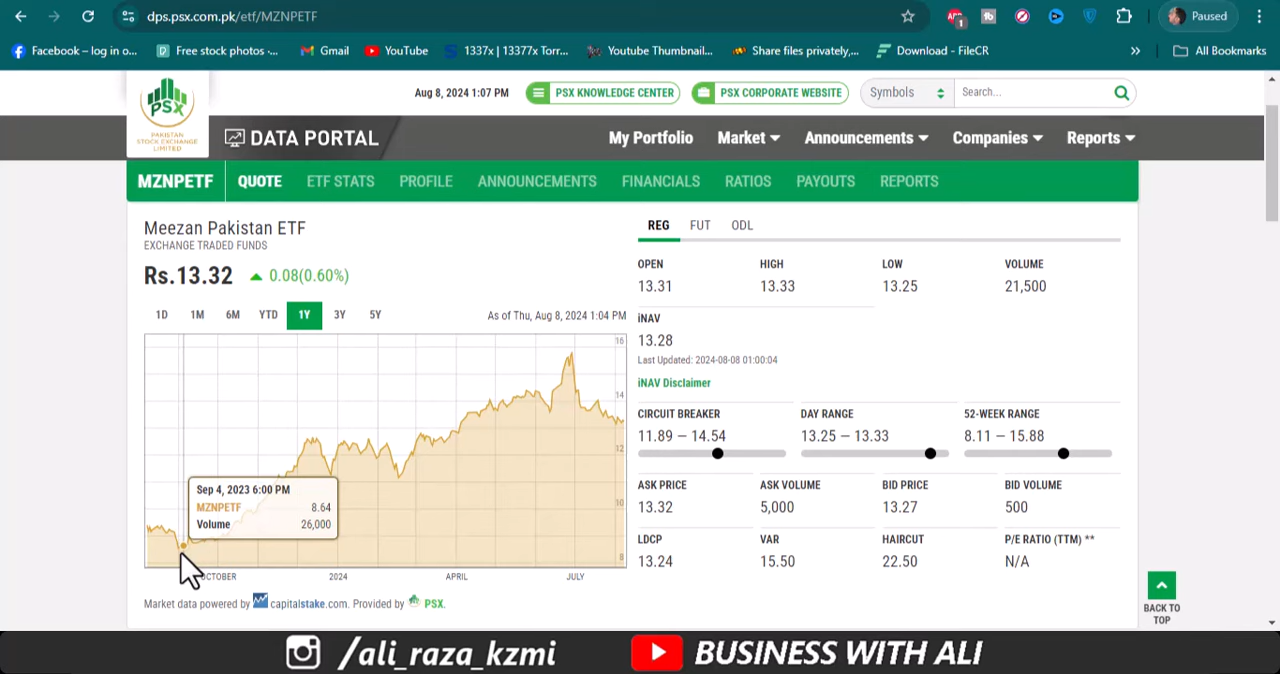 dps.psx.com.pk/etf/MZNPETF
1
Paused
Facebook – log in o...
Free stock photos ·...
Gmail
YouTube
1337x | 13377x Torr...
Youtube Thumbnail...
Share files privately,...
Download - FileCR
All Bookmarks
PSX
PAKISTAN
STOCK EXCHANGE
LIMITED
Aug 8, 2024 1:07 PM
PSX KNOWLEDGE CENTER
PSX CORPORATE WEBSITE
Symbols
Search...
DATA PORTAL
My Portfolio
Market
Announcements
Companies
Reports
MZNPETF
QUOTE
ETF STATS
PROFILE
ANNOUNCEMENTS
FINANCIALS
RATIOS
PAYOUTS
REPORTS
Meezan Pakistan ETF
EXCHANGE TRADED FUNDS
Rs.13.32
0.08(0.60%)
1D 1M 6M YTD 1Y 3Y 5Y
As of Thu, Aug 8, 2024 1:04 PM
16
14
12
10
8
Sep 4, 2023 6:00 PM
MZNPETF 8.64
Volume 26,000
OCTOBER 2024 APRIL JULY
Market data powered by capitalstake.com. Provided by PSX.
REG FUT ODL
OPEN HIGH LOW VOLUME
13.31 13.33 13.25 21,500
iNAV
13.28
Last Updated: 2024-08-08 01:00:04
iNAV Disclaimer
CIRCUIT BREAKER DAY RANGE 52-WEEK RANGE
11.89 — 14.54 13.25 — 13.33 8.11 — 15.88
ASK PRICE ASK VOLUME BID PRICE BID VOLUME
13.32 5,000 13.27 500
LDCP VAR HAIRCUT P/E RATIO (TTM) **
13.24 15.50 22.50 N/A
BACK TO
TOP
/ali_raza_kzmi
BUSINESS WITH ALI